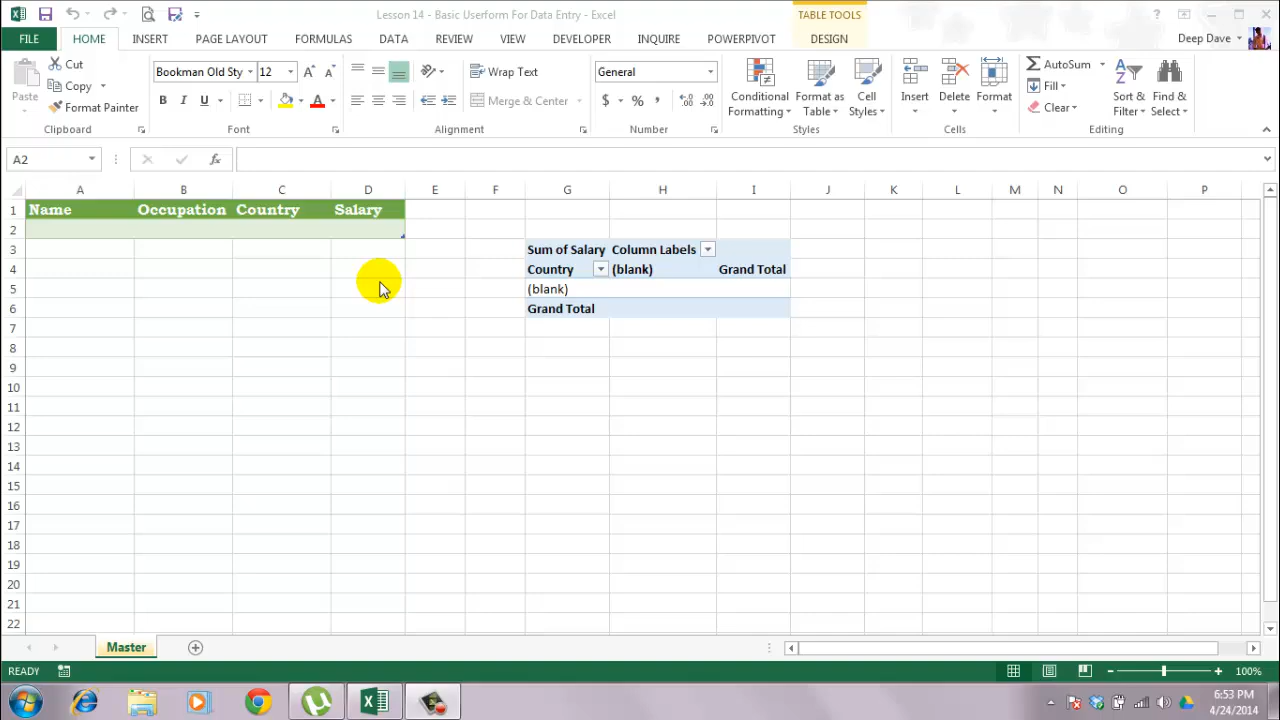 Lesson 14 - Basic Userform For Data Entry - Excel
TABLE TOOLS
?
FILE HOME INSERT PAGE LAYOUT FORMULAS DATA REVIEW VIEW DEVELOPER INQUIRE POWERPIVOT DESIGN Deep Dave
Paste
Cut
Copy
Format Painter
Clipboard
Bookman Old Sty 12 A A
B I U A
Font
Wrap Text
Merge & Center
Alignment
General
$ % , .0 .00 .00 .0
Number
Conditional Formatting
Format as Table
Cell Styles
Styles
Insert Delete Format
Cells
AutoSum
Fill
Clear
Sort & Filter
Find & Select
Editing
A2 fx
A B C D E F G H I J K L M N O P
1 Name Occupation Country Salary
2
3 Sum of Salary Column Labels
4 Country (blank) Grand Total
5 (blank)
6 Grand Total
7
8
9
10
11
12
13
14
15
16
17
18
19
20
21
22
Master
READY 100%
6:53 PM
4/24/2014